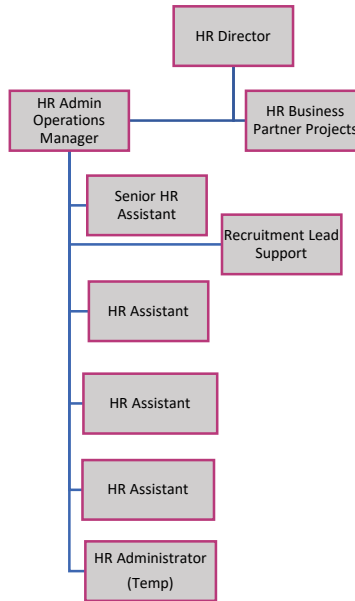 HR Director
HR Admin
Operations
Manager
HR Business
Partner Projects
Senior HR
Assistant
Recruitment Lead
Support
HR Assistant
HR Assistant
HR Assistant
HR Administrator
(Temp)